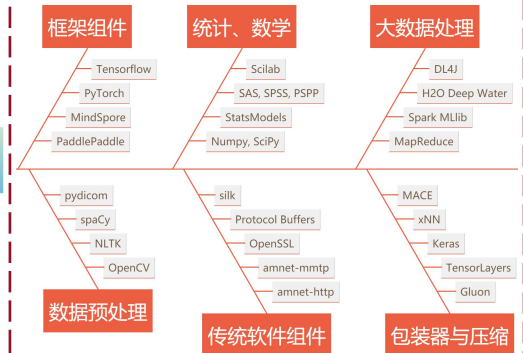 框架组件
统计、数学
大数据处理
Tensorflow
PyTorch
MindSpore
PaddlePaddle
Scilab
SAS, SPSS, PSPP
StatsModels
Numpy, SciPy
DL4J
H2O Deep Water
Spark MLlib
MapReduce
pydicom
spaCy
NLTK
OpenCV
silk
Protocol Buffers
OpenSSL
amnet-mmtp
amnet-http
MACE
xNN
Keras
TensorLayers
Gluon
数据预处理
传统软件组件
包装器与压缩